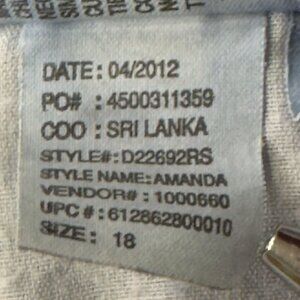 DATE: 04/2012
PO# : 4500311359
COO : SRI LANKA
STYLE#: D22692RS
STYLE NAME: AMANDA
VENDOR# : 1000660
UPC # : 612862800010
SIZE : 18